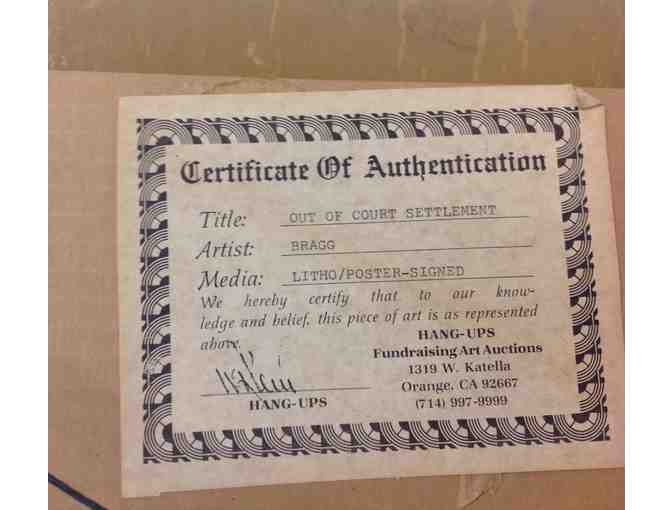 Certificate Of Authentication
Title: OUT OF COURT SETTLEMENT
Artist: BRAGG
Media: LITHO/POSTER-SIGNED
We hereby certify that to our know-
ledge and belief, this piece of art is as represented
above.
HANG-UPS
HANG-UPS
Fundraising Art Auctions
1319 W. Katella
Orange, CA 92667
(714) 997-9999